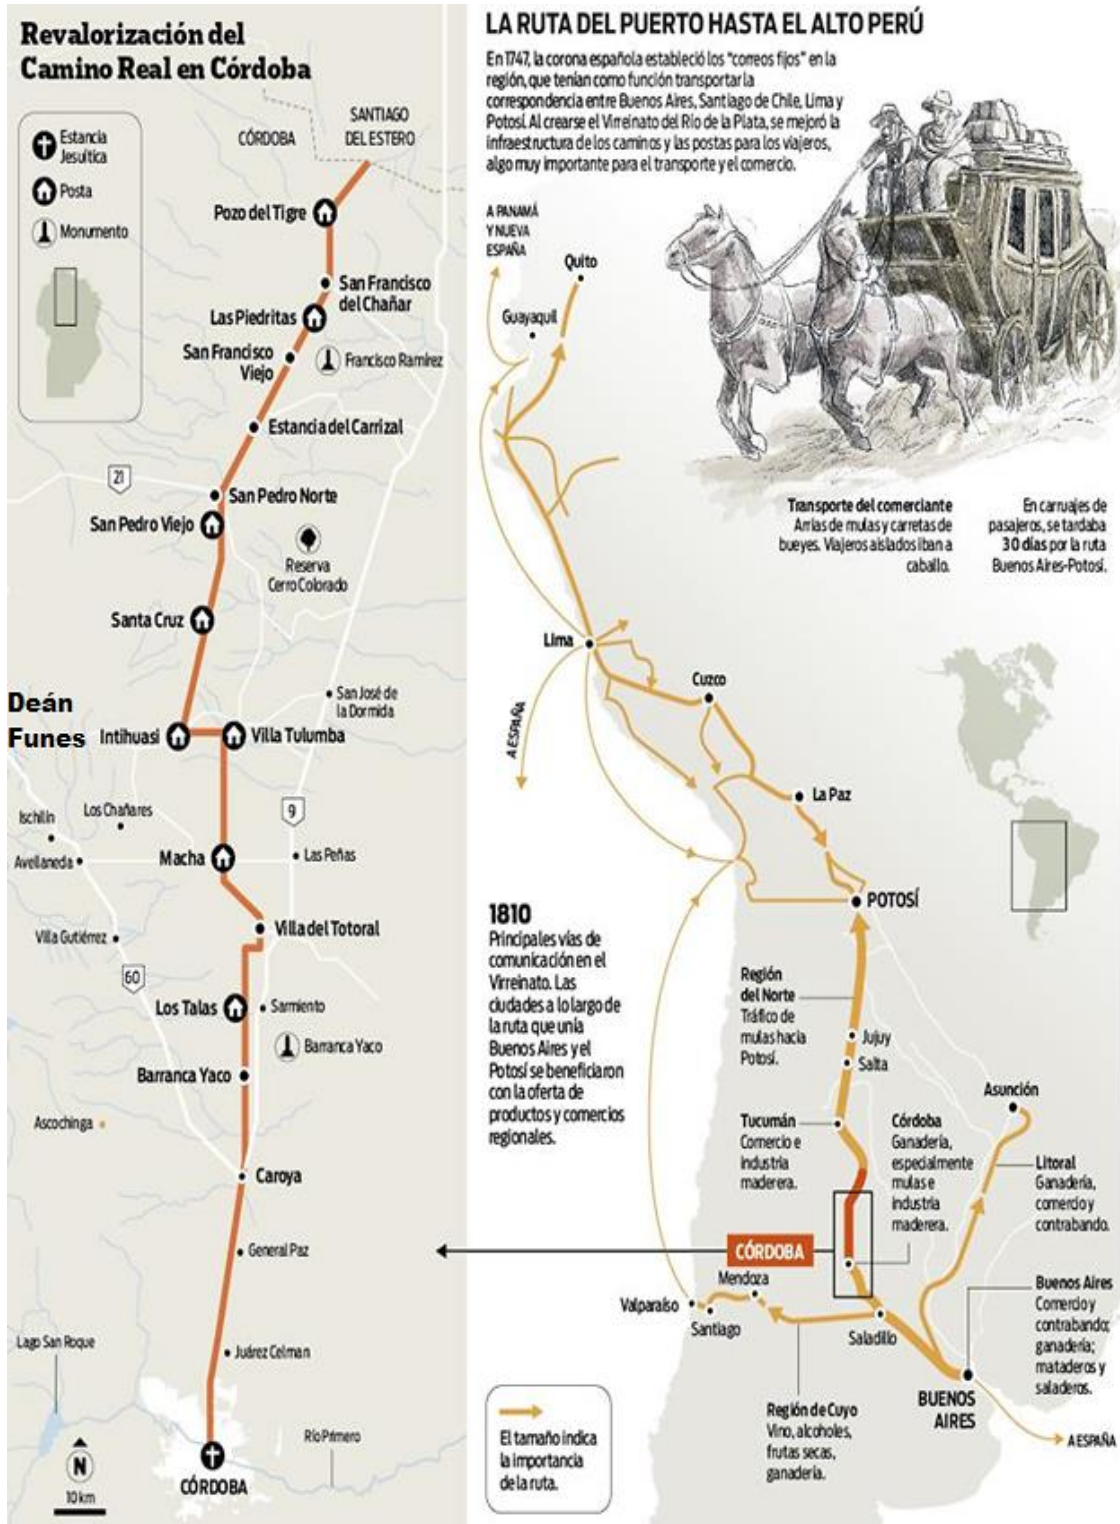 Revalorización del
Camino Real en Córdoba
Estancia
Jesuítica
Posta
Monumento
CÓRDOBA
SANTIAGO
DEL ESTERO
Pozo del Tigre
San Francisco
del Chañar
Las Piedritas
San Francisco
Viejo
Francisco Ramírez
Estancia del Carrizal
21
San Pedro Norte
San Pedro Viejo
Reserva
Cerro Colorado
Santa Cruz
Deán
Funes
San José de
la Dormida
Intihuasi
Villa Tulumba
9
Ischilín
Los Chañares
Avellaneda
Macha
Las Peñas
Villa Gutiérrez
Villa del Totoral
60
Los Talas
Sarmiento
Barranca Yaco
Barranca Yaco
Ascochinga
Caroya
General Paz
Lago San Roque
Juárez Celman
Río Primero
N
10 km
CÓRDOBA
LA RUTA DEL PUERTO HASTA EL ALTO PERÚ
En 1747, la corona española estableció los "correos fijos" en la
región, que tenían como función transportar la
correspondencia entre Buenos Aires, Santiago de Chile, Lima y
Potosí. Al crearse el Virreinato del Río de la Plata, se mejoró la
infraestructura de los caminos y las postas para los viajeros,
algo muy importante para el transporte y el comercio.
A PANAMÁ
Y NUEVA
ESPAÑA
Quito
Guayaquil
Transporte del comerciante
Arrias de mulas y carretas de
bueyes. Viajeros aislados iban a
caballo.
En carruajes de
pasajeros, se tardaba
30 días por la ruta
Buenos Aires-Potosí.
Lima
Cuzco
A ESPAÑA
La Paz
POTOSÍ
1810
Principales vías de
comunicación en el
Virreinato. Las
ciudades a lo largo de
la ruta que unía
Buenos Aires y el
Potosí se beneficiaron
con la oferta de
productos y comercios
regionales.
Región
del Norte
Tráfico de
mulas hacia
Potosí.
Jujuy
Salta
Asunción
Tucumán
Comercio e
industria
maderera.
Córdoba
Ganadería,
especialmente
mulas e
industria
maderera.
Litoral
Ganadería,
comercio y
contrabando.
CÓRDOBA
Mendoza
Valparaíso
Santiago
Saladillo
Buenos Aires
Comercio y
contrabando;
ganadería;
mataderos y
saladeros.
BUENOS
AIRES
Región de Cuyo
Vino, alcoholes,
frutas secas,
ganadería.
A ESPAÑA
El tamaño indica
la importancia
de la ruta.